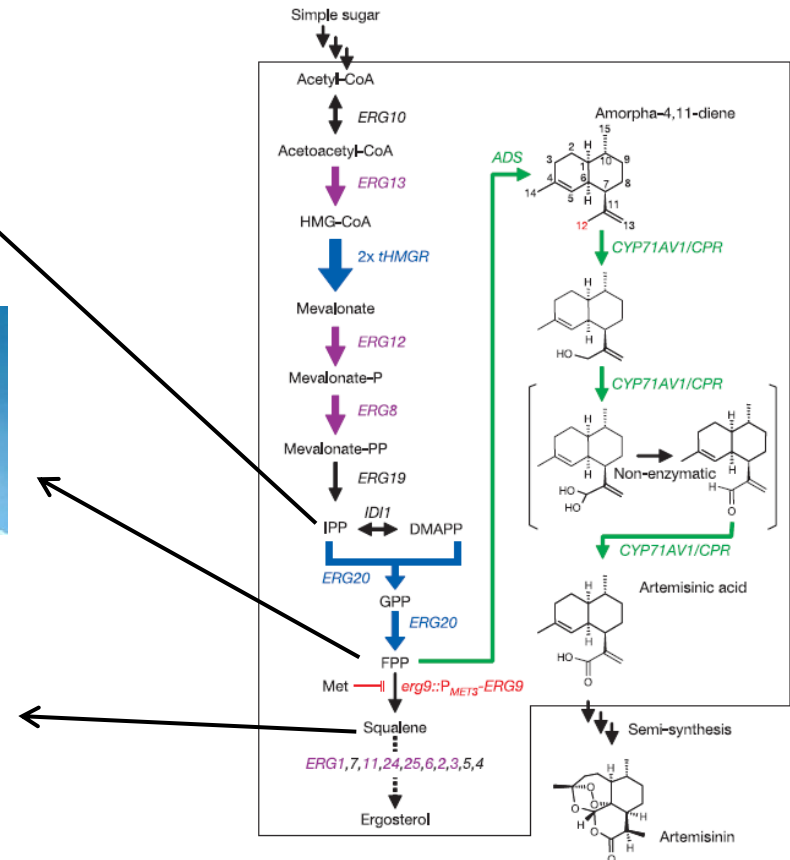 Simple sugar
Acetyl-CoA
ERG10
Acetoacetyl-CoA
ERG13
HMG-CoA
2x tHMGR
Mevalonate
ERG12
Mevalonate-P
ERG8
Mevalonate-PP
ERG19
IPP
IDI1
DMAPP
ERG20
GPP
ERG20
FPP
Met
erg9::PMET3-ERG9
Squalene
ERG1,7,11,24,25,6,2,3,5,4
Ergosterol
ADS
Amorpha-4,11-diene
15
2
3
1
10
9
4
6
7
8
5
14
11
12
13
H
H
CYP71AV1/CPR
H
H
HO
CYP71AV1/CPR
H
H
HO
HO
Non-enzymatic
H
H
H
O
CYP71AV1/CPR
Artemisinic acid
H
H
HO
O
Semi-synthesis
H
O
O
O
O
H
H
O
H
O
Artemisinin